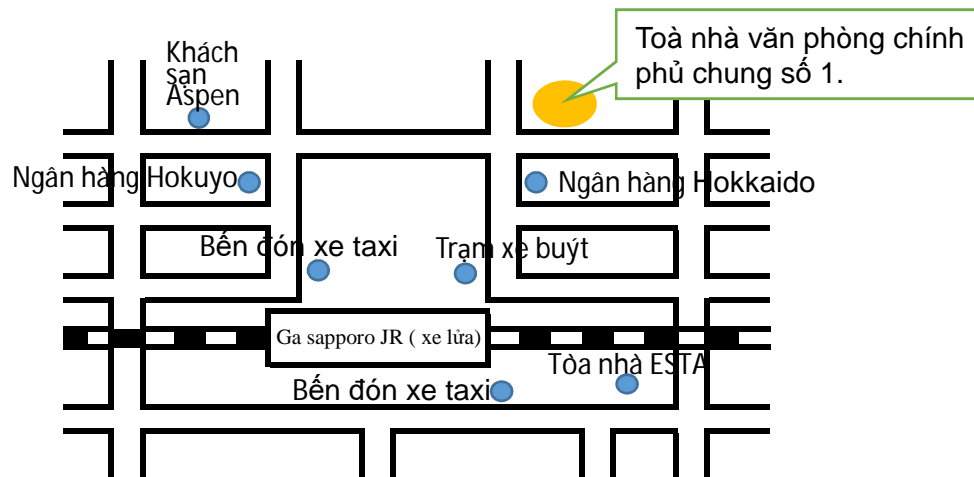 Toà nhà văn phòng chính
phủ chung số 1.
Khách
sạn
Aspen
Ngân hàng Hokuyo
Ngân hàng Hokkaido
Bến đón xe taxi
Trạm xe buýt
Ga sapporo JR ( xe lửa)
Tòa nhà ESTA
Bến đón xe taxi